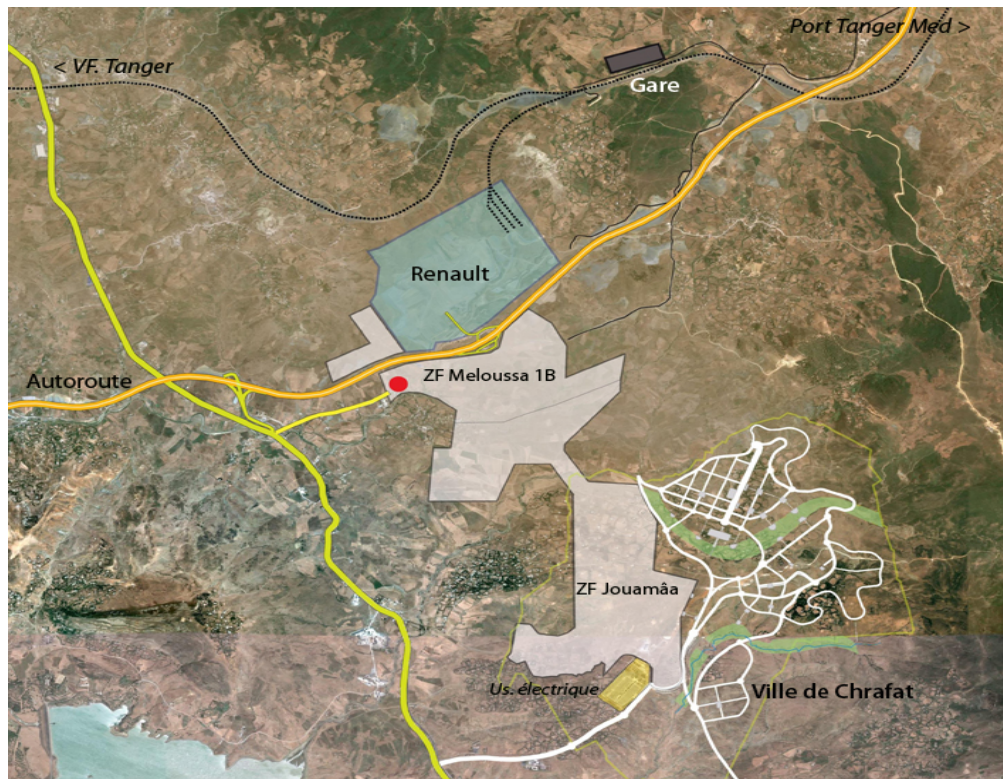 Port Tanger Med >
< VF. Tanger
Gare
Renault
Autoroute
ZF Meloussa 1B
ZF Jouamâa
Us. électrique
Ville de Chrafat